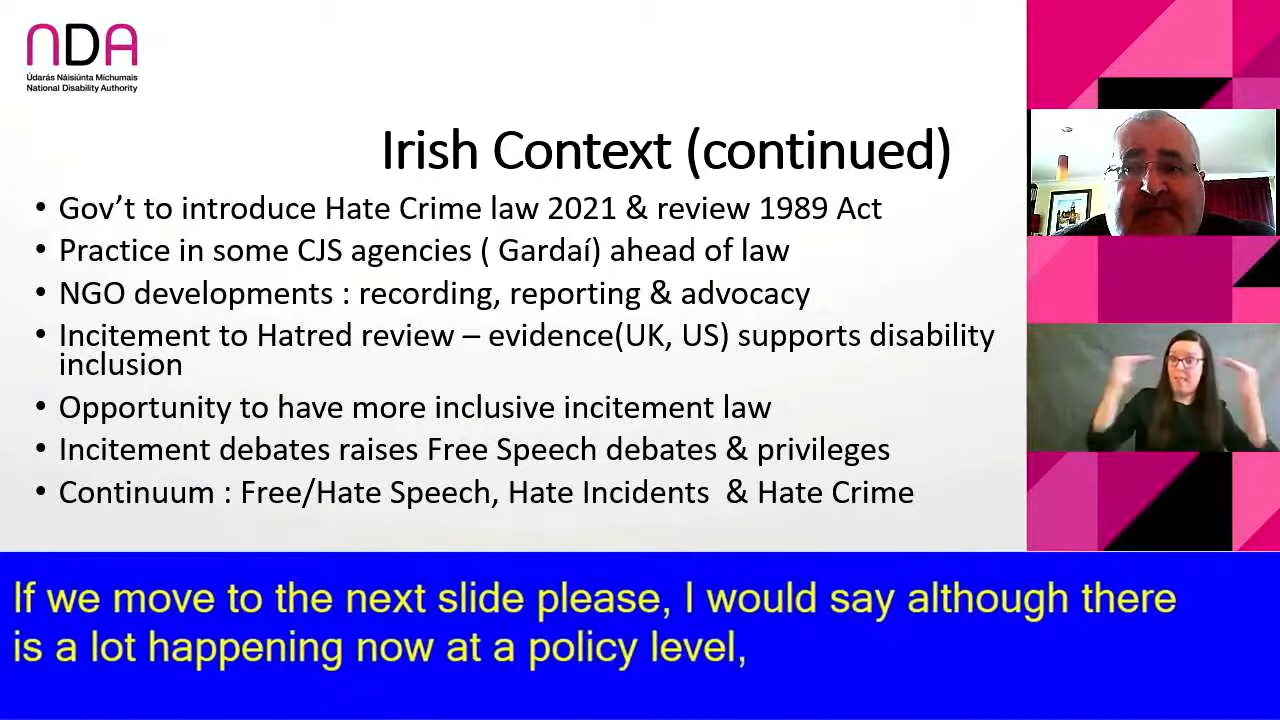 NDA
Údarás Náisiúnta Míchumais
National Disability Authority
Irish Context (continued)
• Gov’t to introduce Hate Crime law 2021 & review 1989 Act
• Practice in some CJS agencies ( Gardaí) ahead of law
• NGO developments : recording, reporting & advocacy
• Incitement to Hatred review – evidence(UK, US) supports disability
inclusion
• Opportunity to have more inclusive incitement law
• Incitement debates raises Free Speech debates & privileges
• Continuum : Free/Hate Speech, Hate Incidents & Hate Crime
If we move to the next slide please, I would say although there
is a lot happening now at a policy level,